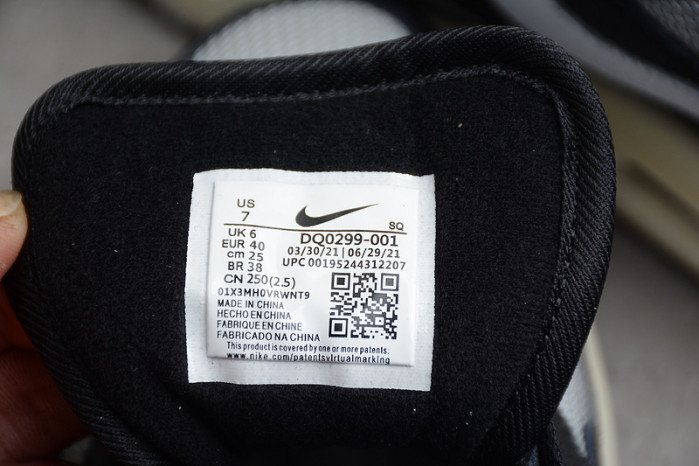 US
7
SQ
UK 6
EUR 40
cm 25
BR 38
CN 250(2.5)
DQ0299-001
03/30/21 | 06/29/21
UPC 00195244312207
01X3MH0VRWNT9
MADE IN CHINA
HECHO EN CHINA
FABRIQUE EN CHINE
FABRICADO NA CHINA
This product is covered by one or more patents:
www.nike.com/patentsvirtualmarking